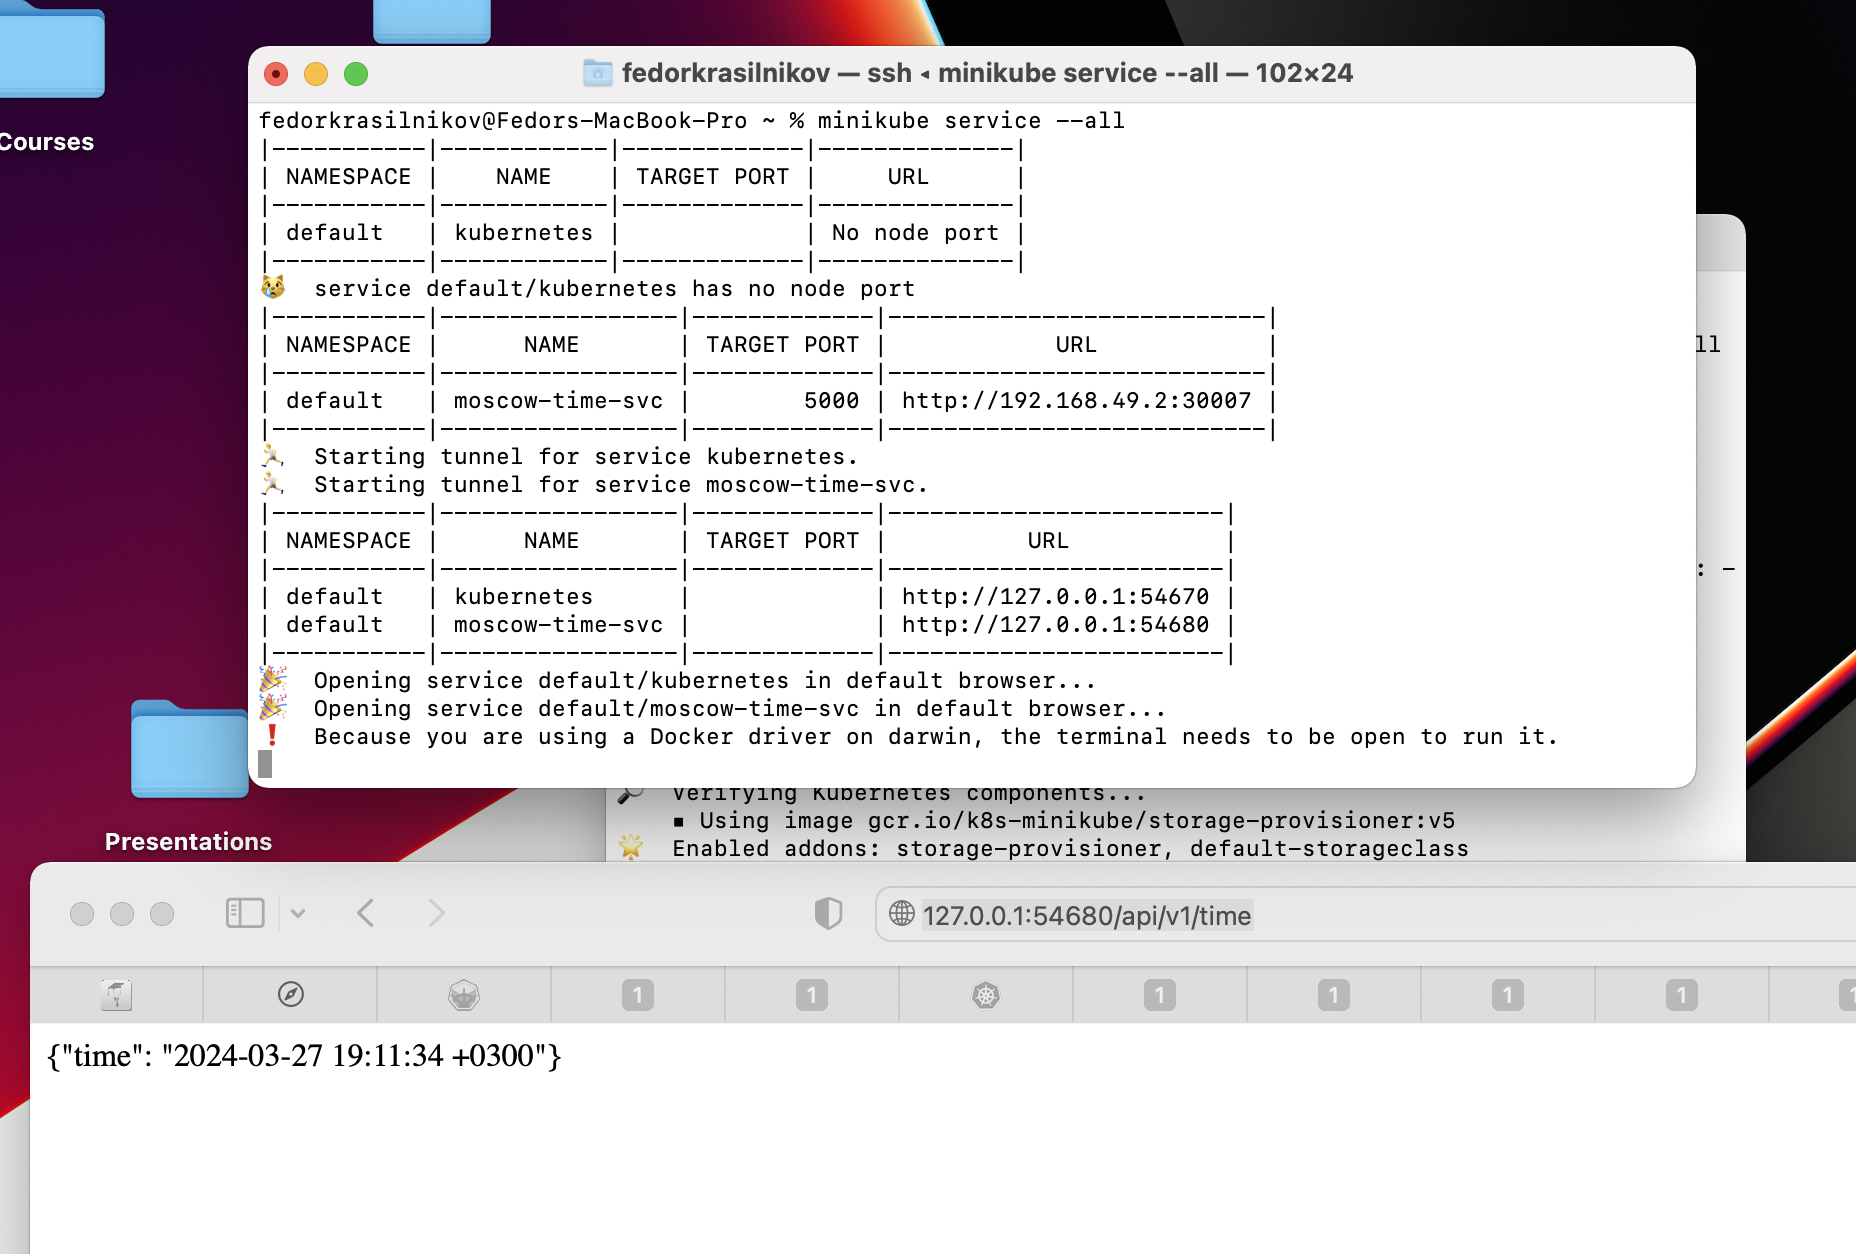 Courses
fedorkrasilnikov — ssh ◂ minikube service --all — 102×24
fedorkrasilnikov@Fedors-MacBook-Pro ~ % minikube service --all
|-----------|------------|-------------|--------------|
| NAMESPACE |    NAME    | TARGET PORT |     URL      |
|-----------|------------|-------------|--------------|
| default   | kubernetes |             | No node port |
|-----------|------------|-------------|--------------|
😿  service default/kubernetes has no node port
|-----------|-----------------|-------------|---------------------------|
| NAMESPACE |      NAME       | TARGET PORT |            URL            |
|-----------|-----------------|-------------|---------------------------|
| default   | moscow-time-svc |        5000 | http://192.168.49.2:30007 |
|-----------|-----------------|-------------|---------------------------|
🏃  Starting tunnel for service kubernetes.
🏃  Starting tunnel for service moscow-time-svc.
|-----------|-----------------|-------------|------------------------|
| NAMESPACE |      NAME       | TARGET PORT |          URL           |
|-----------|-----------------|-------------|------------------------|
| default   | kubernetes      |             | http://127.0.0.1:54670 |
| default   | moscow-time-svc |             | http://127.0.0.1:54680 |
|-----------|-----------------|-------------|------------------------|
🎉  Opening service default/kubernetes in default browser...
🎉  Opening service default/moscow-time-svc in default browser...
❗  Because you are using a Docker driver on darwin, the terminal needs to be open to run it.
ll
: -
🔎  Verifying Kubernetes components...
▪ Using image gcr.io/k8s-minikube/storage-provisioner:v5
🌟  Enabled addons: storage-provisioner, default-storageclass
Presentations
127.0.0.1:54680/api/v1/time
1 1 1 1 1 1 1
{"time": "2024-03-27 19:11:34 +0300"}